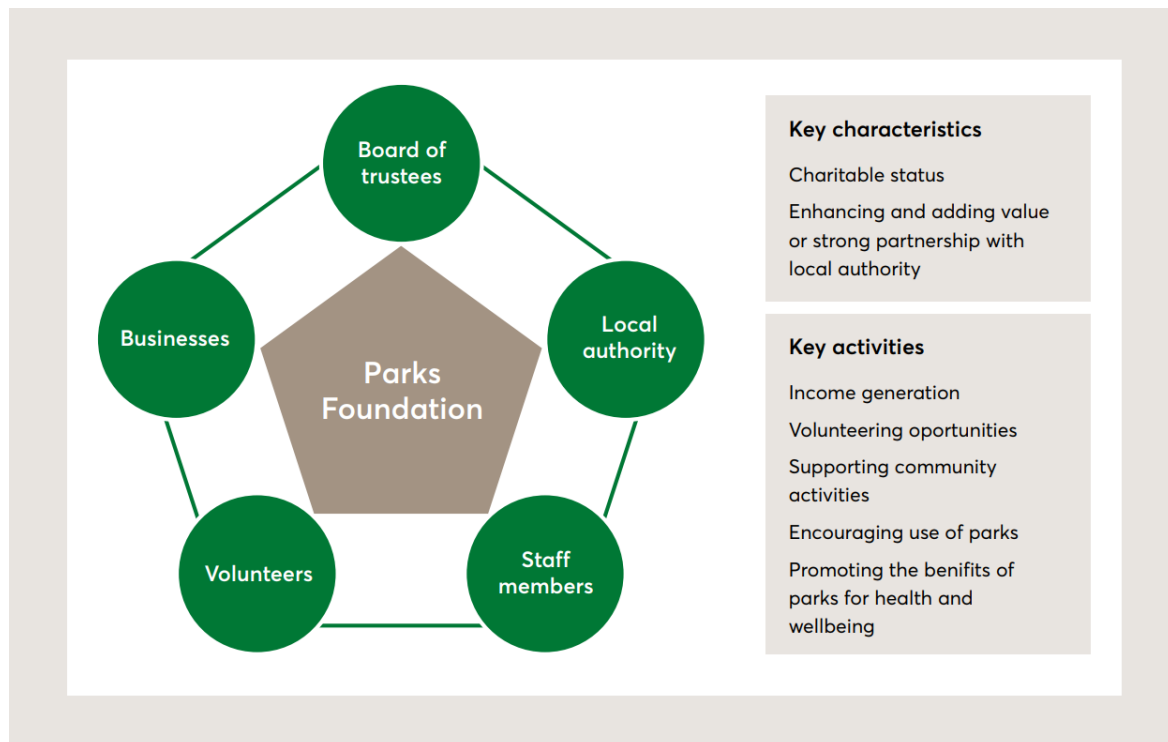 Board of
trustees
Businesses
Local
authority
Parks
Foundation
Volunteers
Staff
members
Key characteristics
Charitable status
Enhancing and adding value
or strong partnership with
local authority
Key activities
Income generation
Volunteering oportunities
Supporting community
activities
Encouraging use of parks
Promoting the benifits of
parks for health and
wellbeing